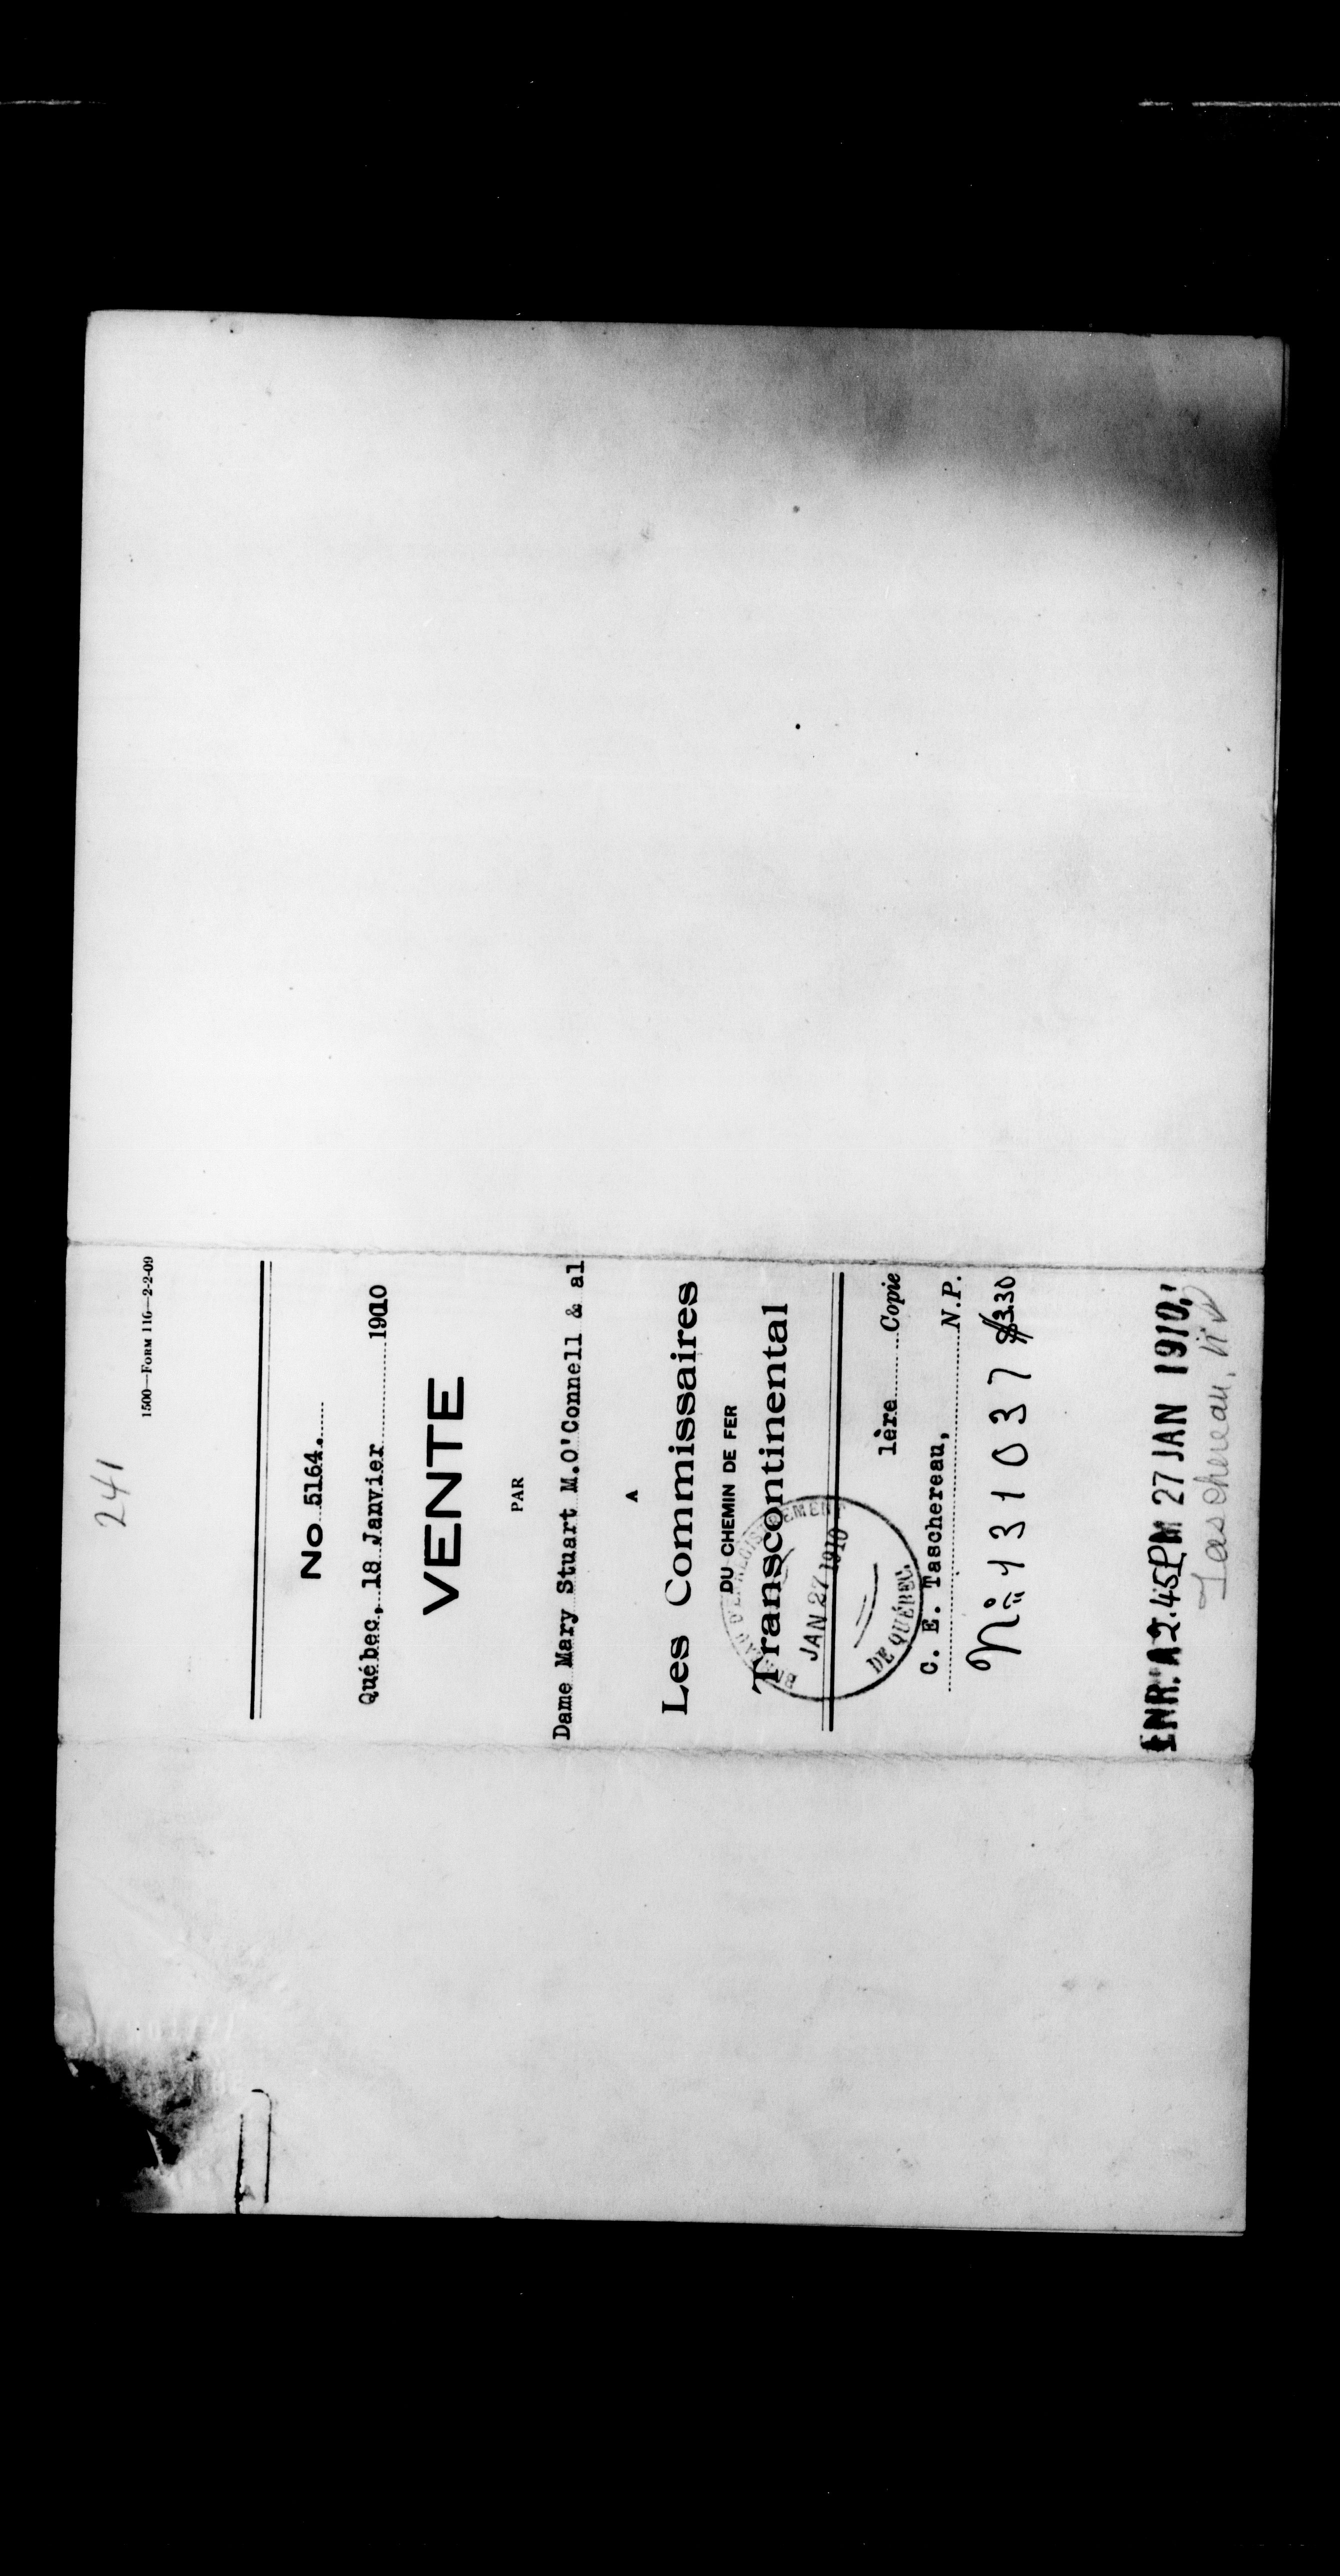 241
1500—FORM 116—2-2-09
No 5164.
Québec, 18 Janvier 1910
VENTE
PAR
Dame Mary Stuart M.O'Connell & al
A
Les Commissaires
DU CHEMIN DE FER
Transcontinental
BUREAU D'ENREGISTREMENT
JAN 27 1910
DE QUÉBEC.
1ère Copie
C. E. Taschereau, N.P.
No 131037 $3.30
ENR. A 2.45 PM 27 JAN 1910,
Taschereau,